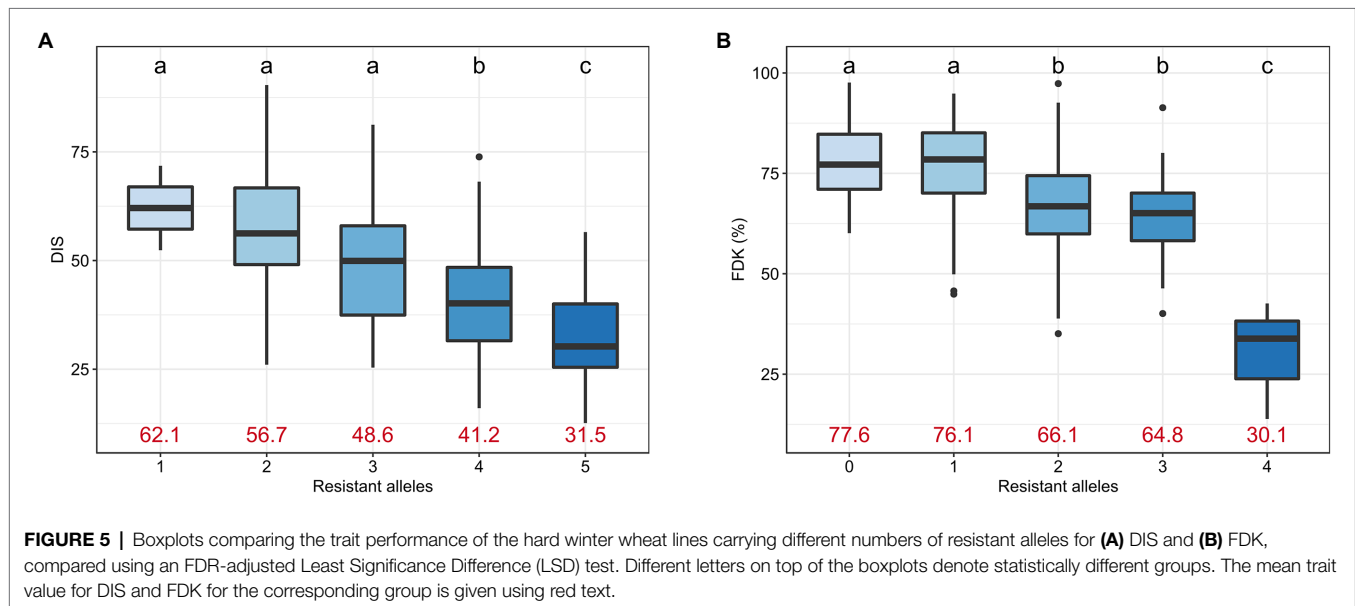 A
a a a b c
75
50
25
DIS
62.1 56.7 48.6 41.2 31.5
1 2 3 4 5
Resistant alleles
B
a a b b c
100
75
50
25
FDK (%)
77.6 76.1 66.1 64.8 30.1
0 1 2 3 4
Resistant alleles
FIGURE 5 | Boxplots comparing the trait performance of the hard winter wheat lines carrying different numbers of resistant alleles for (A) DIS and (B) FDK,
compared using an FDR-adjusted Least Significance Difference (LSD) test. Different letters on top of the boxplots denote statistically different groups. The mean trait
value for DIS and FDK for the corresponding group is given using red text.